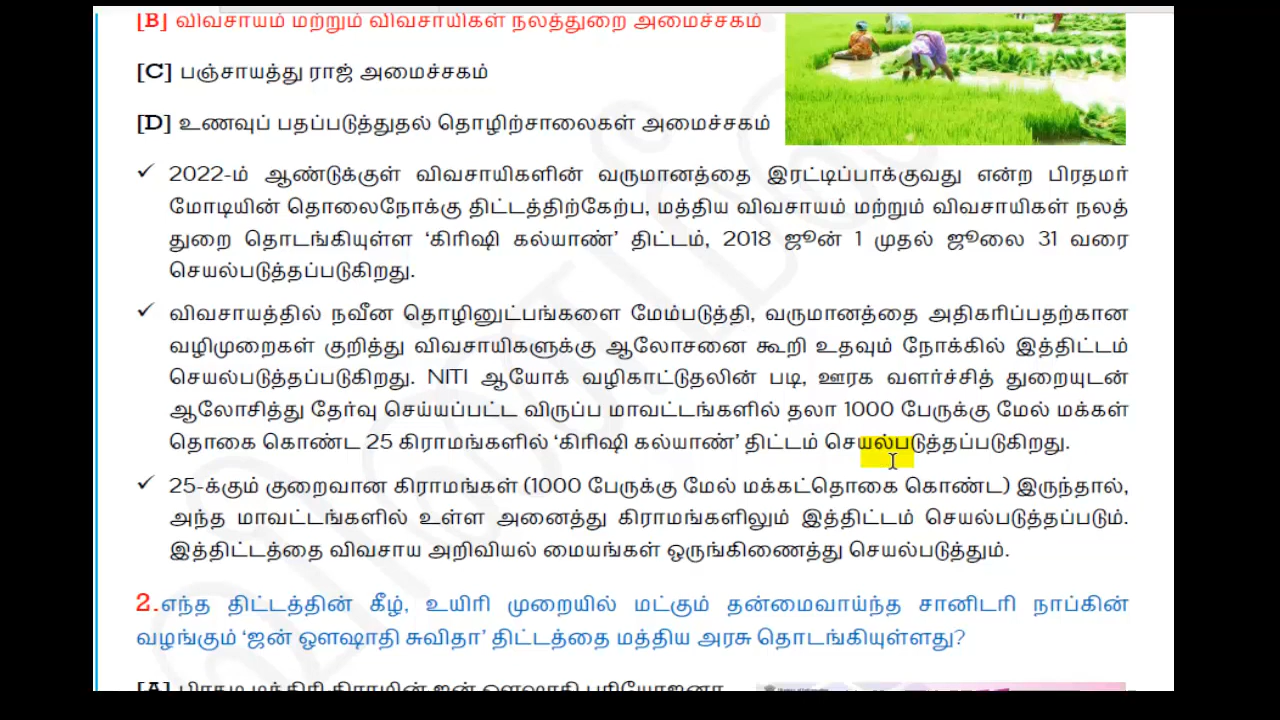 [B] விவசாயம் மற்றும் விவசாயிகள் நலத்துறை அமைச்சகம்
[C] பஞ்சாயத்து ராஜ் அமைச்சகம்
[D] உணவுப் பதப்படுத்துதல் தொழிற்சாலைகள் அமைச்சகம்
✓ 2022-ம் ஆண்டுக்குள் விவசாயிகளின் வருமானத்தை இரட்டிப்பாக்குவது என்ற பிரதமர்
மோடியின் தொலைநோக்கு திட்டத்திற்கேற்ப, மத்திய விவசாயம் மற்றும் விவசாயிகள் நலத்
துறை தொடங்கியுள்ள ‘கிரிஷி கல்யாண்’ திட்டம், 2018 ஜூன் 1 முதல் ஜூலை 31 வரை
செயல்படுத்தப்படுகிறது.
✓ விவசாயத்தில் நவீன தொழினுட்பங்களை மேம்படுத்தி, வருமானத்தை அதிகரிப்பதற்கான
வழிமுறைகள் குறித்து விவசாயிகளுக்கு ஆலோசனை கூறி உதவும் நோக்கில் இத்திட்டம்
செயல்படுத்தப்படுகிறது. NITI ஆயோக் வழிகாட்டுதலின் படி, ஊரக வளர்ச்சித் துறையுடன்
ஆலோசித்து தேர்வு செய்யப்பட்ட விருப்ப மாவட்டங்களில் தலா 1000 பேருக்கு மேல் மக்கள்
தொகை கொண்ட 25 கிராமங்களில் ‘கிரிஷி கல்யாண்’ திட்டம் செயல்படுத்தப்படுகிறது.
✓ 25-க்கும் குறைவான கிராமங்கள் (1000 பேருக்கு மேல் மக்கட்தொகை கொண்ட) இருந்தால்,
அந்த மாவட்டங்களில் உள்ள அனைத்து கிராமங்களிலும் இத்திட்டம் செயல்படுத்தப்படும்.
இத்திட்டத்தை விவசாய அறிவியல் மையங்கள் ஒருங்கிணைத்து செயல்படுத்தும்.
2.எந்த திட்டத்தின் கீழ், உயிரி முறையில் மட்கும் தன்மைவாய்ந்த சானிடரி நாப்கின்
வழங்கும் ‘ஜன் ஔஷாதி சுவிதா’ திட்டத்தை மத்திய அரசு தொடங்கியுள்ளது?
[A]